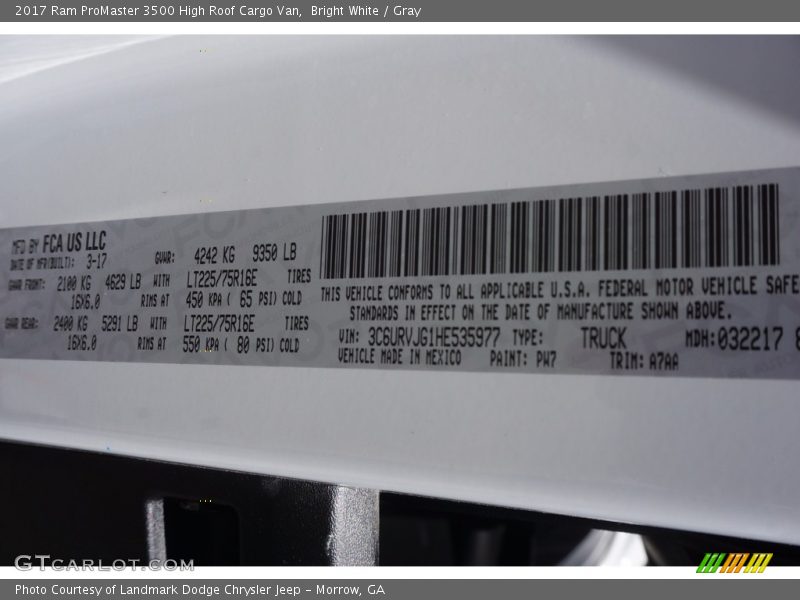 2017 Ram ProMaster 3500 High Roof Cargo Van, Bright White / Gray
MFD BY FCA US LLC
DATE OF MFR(BUILT): 3-17
GVWR: 4242 KG 9350 LB
GAWR FRONT: 2100 KG 4629 LB WITH LT225/75R16E TIRES
16X6.0 RIMS AT 450 KPA ( 65 PSI) COLD
GAWR REAR: 2400 KG 5291 LB WITH LT225/75R16E TIRES
16X6.0 RIMS AT 550 KPA ( 80 PSI) COLD
THIS VEHICLE CONFORMS TO ALL APPLICABLE U.S.A. FEDERAL MOTOR VEHICLE SAFE
STANDARDS IN EFFECT ON THE DATE OF MANUFACTURE SHOWN ABOVE.
VIN: 3C6URVJG1HE535977 TYPE: TRUCK MDH: 032217
VEHICLE MADE IN MEXICO PAINT: PW7 TRIM: A7AA
GTcarlot.com
Photo Courtesy of Landmark Dodge Chrysler Jeep – Morrow, GA